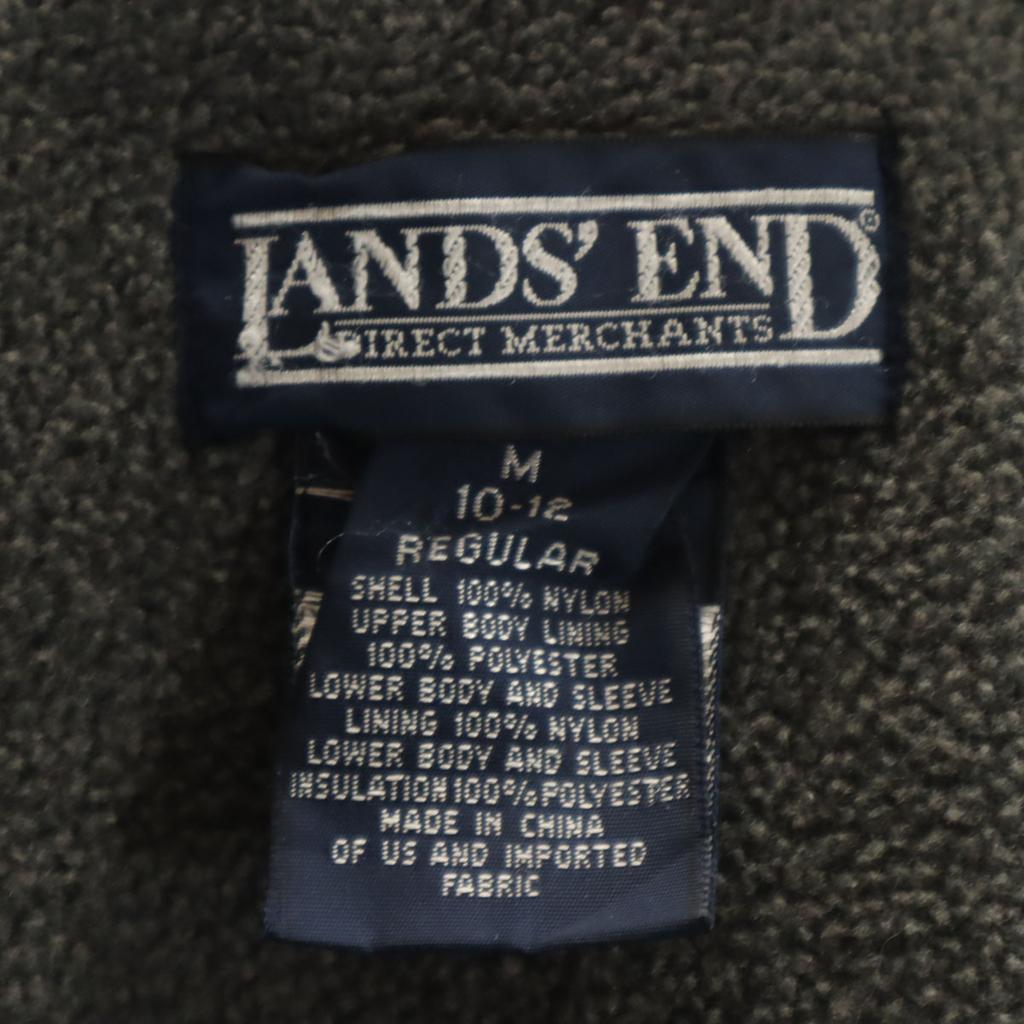 LANDS' END®
DIRECT MERCHANTS
M
10-12
REGULAR
SHELL 100% NYLON
UPPER BODY LINING
100% POLYESTER
LOWER BODY AND SLEEVE
LINING 100% NYLON
LOWER BODY AND SLEEVE
INSULATION 100% POLYESTER
MADE IN CHINA
OF US AND IMPORTED
FABRIC